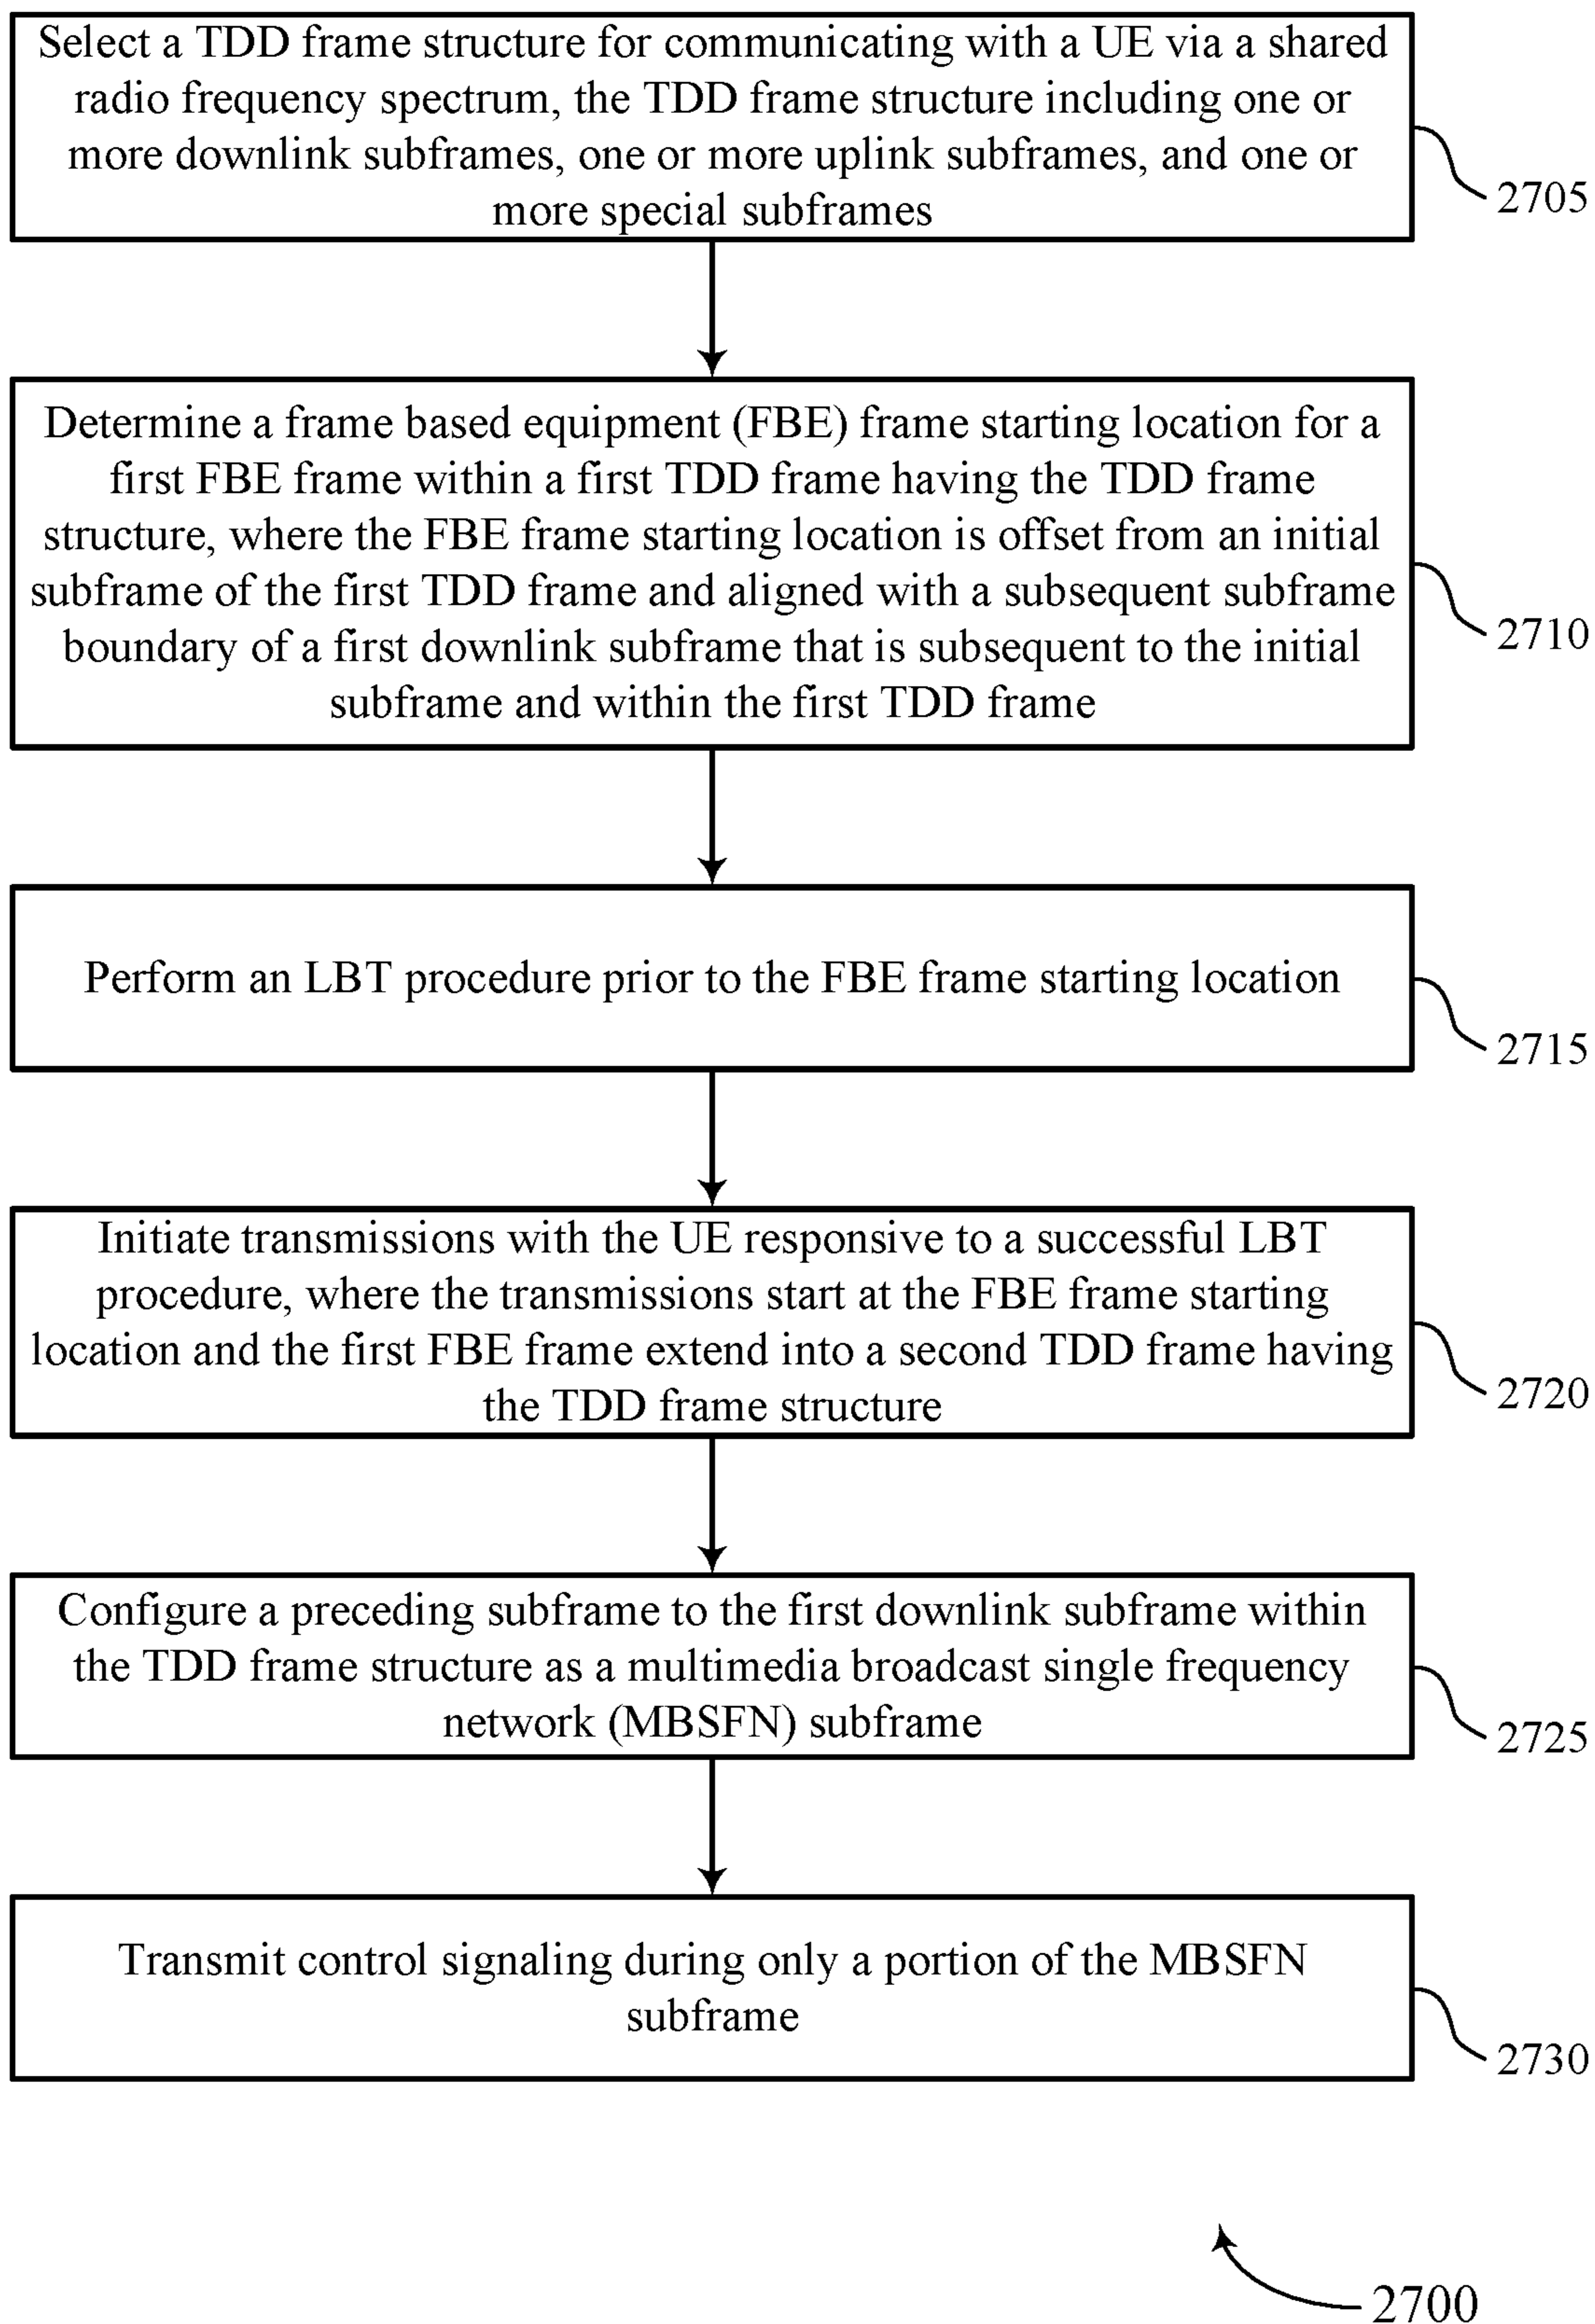 Select a TDD frame structure for communicating with a UE via a shared
radio frequency spectrum, the TDD frame structure including one or
more downlink subframes, one or more uplink subframes, and one or
more special subframes
2705
Determine a frame based equipment (FBE) frame starting location for a
first FBE frame within a first TDD frame having the TDD frame
structure, where the FBE frame starting location is offset from an initial
subframe of the first TDD frame and aligned with a subsequent subframe
boundary of a first downlink subframe that is subsequent to the initial
subframe and within the first TDD frame
2710
Perform an LBT procedure prior to the FBE frame starting location
2715
Initiate transmissions with the UE responsive to a successful LBT
procedure, where the transmissions start at the FBE frame starting
location and the first FBE frame extend into a second TDD frame having
the TDD frame structure
2720
Configure a preceding subframe to the first downlink subframe within
the TDD frame structure as a multimedia broadcast single frequency
network (MBSFN) subframe
2725
Transmit control signaling during only a portion of the MBSFN
subframe
2730
2700